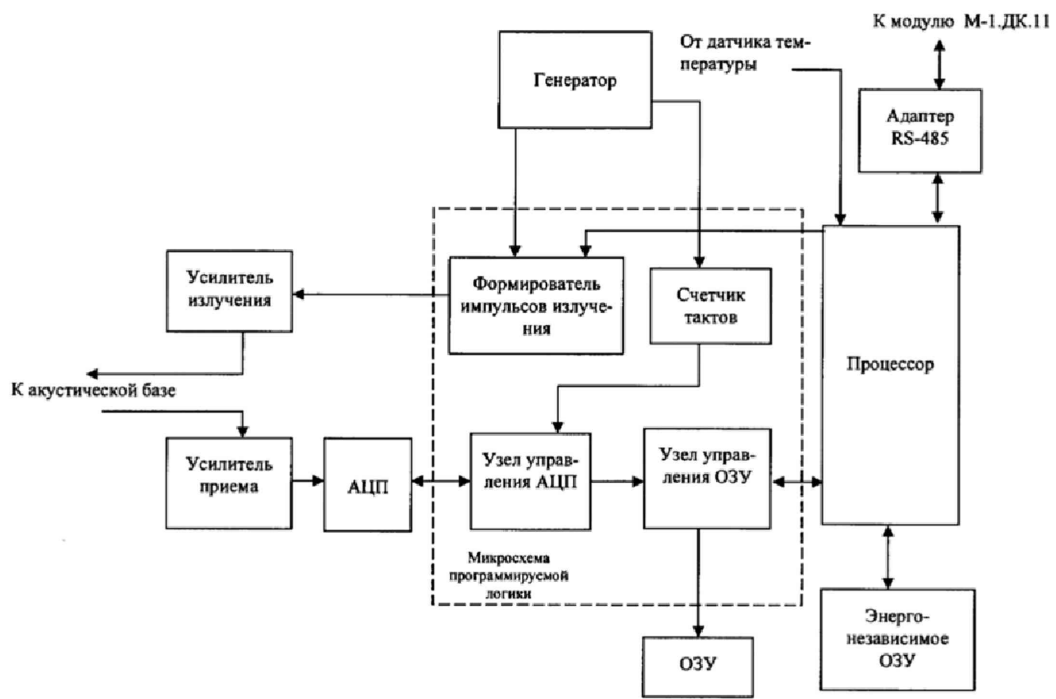 К модулю М-1.ДК.11
От датчика тем-
пературы
Генератор
Адаптер
RS-485
Усилитель
излучения
Формирователь
импульсов излуче-
ния
Счетчик
тактов
Процессор
К акустической базе
Усилитель
приема
АЦП
Узел управ-
ления АЦП
Узел управ-
ления ОЗУ
Микросхема
программируемой
логики
Энерго-
независимое
ОЗУ
ОЗУ